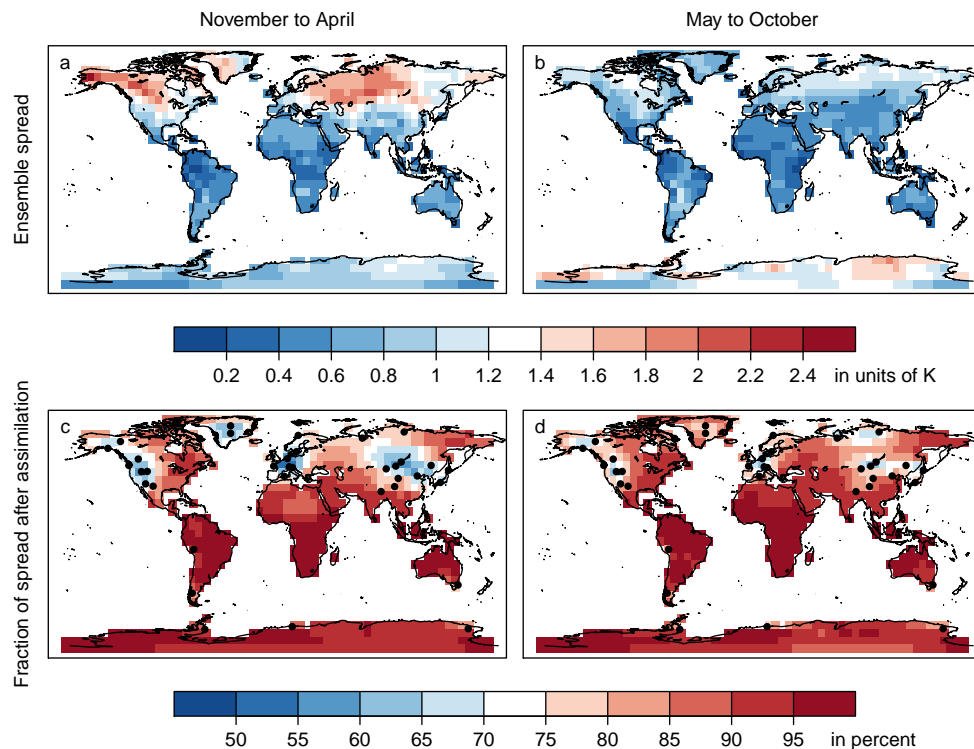 November to April
May to October
Ensemble spread
a
b
0.2 0.4 0.6 0.8 1 1.2 1.4 1.6 1.8 2 2.2 2.4 in units of K
Fraction of spread after assimilation
c
d
50 55 60 65 70 75 80 85 90 95 in percent